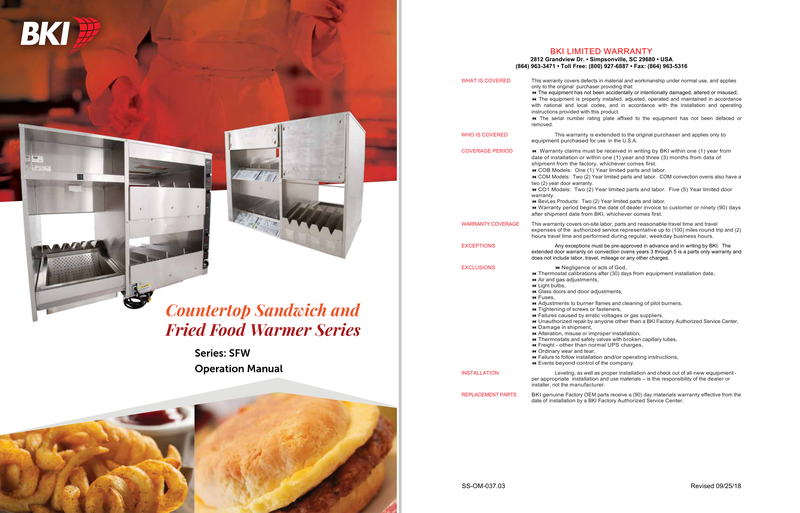 BKI
Countertop Sandwich and
Fried Food Warmer Series
Series: SFW
Operation Manual
BKI LIMITED WARRANTY
2812 Grandview Dr. • Simpsonville, SC 29680 • USA
(864) 963-3471 • Toll Free: (800) 927-6887 • Fax: (864) 963-5316
WHAT IS COVERED
This warranty covers defects in material and workmanship under normal use, and applies
only to the original purchaser providing that:
⏭ The equipment has not been accidentally or intentionally damaged, altered or misused;
⏭ The equipment is properly installed, adjusted, operated and maintained in accordance
with national and local codes, and in accordance with the installation and operating
instructions provided with this product.
⏭ The serial number rating plate affixed to the equipment has not been defaced or
removed.
WHO IS COVERED
This warranty is extended to the original purchaser and applies only to
equipment purchased for use in the U.S.A.
COVERAGE PERIOD
⏭ Warranty claims must be received in writing by BKI within one (1) year from
date of installation or within one (1) year and three (3) months from data of
shipment from the factory, whichever comes first.
⏭ COB Models: One (1) Year limited parts and labor.
⏭ COM Models: Two (2) Year limited parts and labor. COM convection ovens also have a
two (2) year door warranty.
⏭ CO1 Models: Two (2) Year limited parts and labor. Five (5) Year limited door
warranty.
⏭ BevLes Products: Two (2) Year limited parts and labor.
⏭ Warranty period begins the date of dealer invoice to customer or ninety (90) days
after shipment date from BKI, whichever comes first.
WARRANTY COVERAGE
This warranty covers on-site labor, parts and reasonable travel time and travel
expenses of the authorized service representative up to (100) miles round trip and (2)
hours travel time and performed during regular, weekday business hours.
EXCEPTIONS
Any exceptions must be pre-approved in advance and in writing by BKI. The
extended door warranty on convection ovens years 3 through 5 is a parts only warranty and
does not include labor, travel, mileage or any other charges.
EXCLUSIONS
⏭ Negligence or acts of God,
⏭ Thermostat calibrations after (30) days from equipment installation date,
⏭ Air and gas adjustments,
⏭ Light bulbs,
⏭ Glass doors and door adjustments,
⏭ Fuses,
⏭ Adjustments to burner flames and cleaning of pilot burners,
⏭ Tightening of screws or fasteners,
⏭ Failures caused by erratic voltages or gas suppliers,
⏭ Unauthorized repair by anyone other than a BKI Factory Authorized Service Center,
⏭ Damage in shipment,
⏭ Alteration, misuse or improper installation,
⏭ Thermostats and safety valves with broken capillary tubes,
⏭ Freight - other than normal UPS charges,
⏭ Ordinary wear and tear,
⏭ Failure to follow installation and/or operating instructions,
⏭ Events beyond control of the company.
INSTALLATION
Leveling, as well as proper installation and check out of all new equipment -
per appropriate installation and use materials – is the responsibility of the dealer or
installer, not the manufacturer.
REPLACEMENT PARTS
BKI genuine Factory OEM parts receive a (90) day materials warranty effective from the
date of installation by a BKI Factory Authorized Service Center.
SS-OM-037.03
Revised 09/25/18